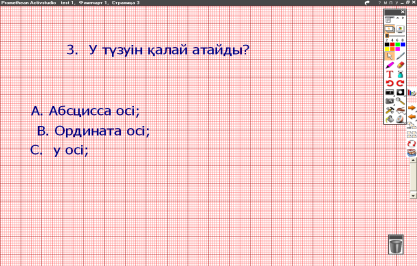 Promethean Activstudio - test 1, Флипчарт 1, Страница 3
3. У түзуін қалай атайды?
A. Абсцисса осі;
B. Ордината осі;
C. у осі;